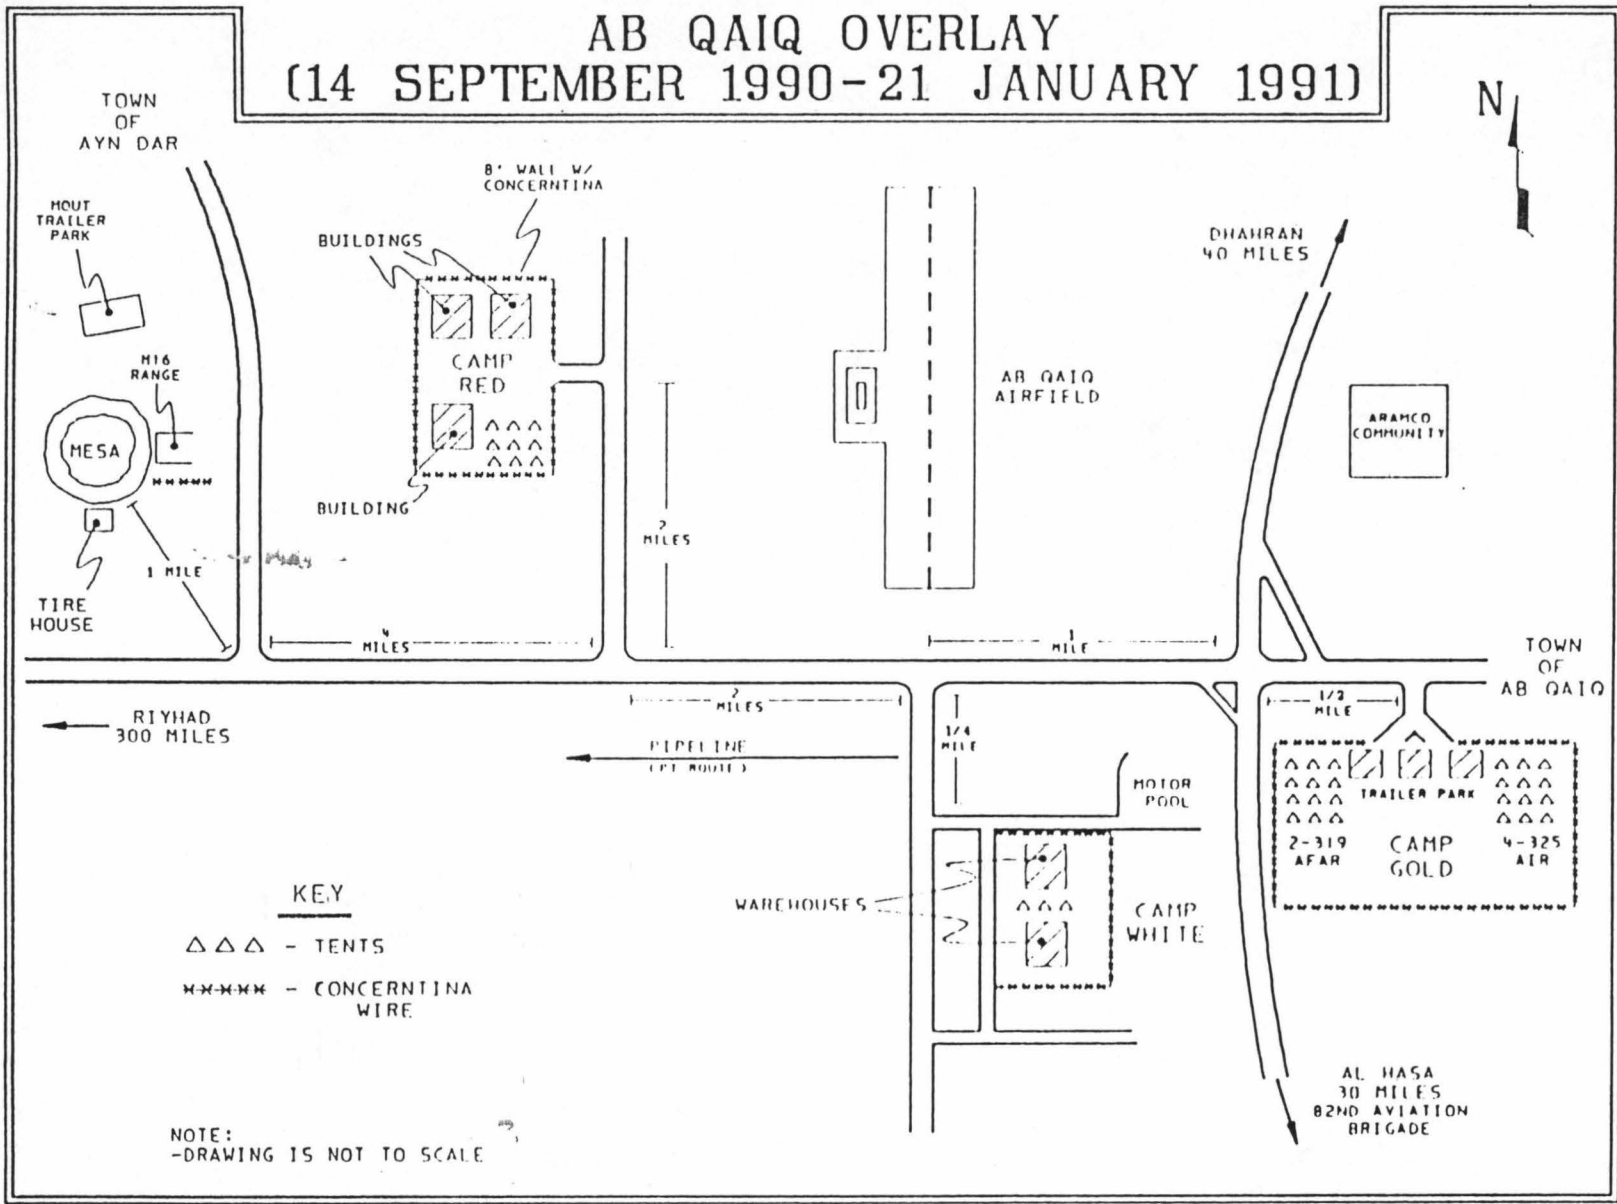 AB QAIQ OVERLAY
(14 SEPTEMBER 1990-21 JANUARY 1991)
N
TOWN
OF
AYN DAR
MOUT
TRAILER
PARK
M16
RANGE
MESA
TIRE
HOUSE
1 MILE
8' WALL W/
CONCERNTINA
BUILDINGS
CAMP
RED
BUILDING
2
MILES
4
MILES
AB QAIQ
AIRFIELD
DHAHRAN
40 MILES
ARAMCO
COMMUNITY
1
MILE
TOWN
OF
AB QAIQ
RIYHAD
300 MILES
2
MILES
PIPELINE
(PT ROUTE)
1/4
MILE
MOTOR
POOL
1/2
MILE
TRAILER PARK
2-319
AFAR
CAMP
GOLD
4-325
AIR
WAREHOUSES
CAMP
WHITE
KEY
- TENTS
- CONCERNTINA
WIRE
AL HASA
30 MILES
82ND AVIATION
BRIGADE
NOTE:
-DRAWING IS NOT TO SCALE